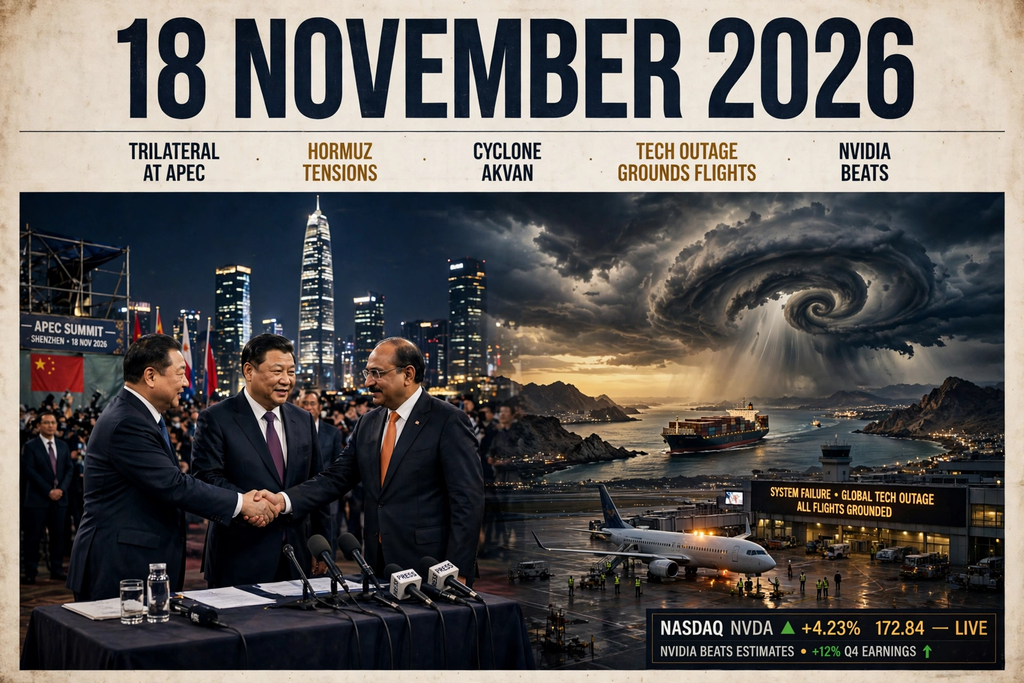 18 NOVEMBER 2026
TRILATERAL
AT APEC
HORMUZ
TENSIONS
CYCLONE
AKVAN
TECH OUTAGE
GROUNDS FLIGHTS
NVIDIA
BEATS
— APEC SUMMIT —
SHENZHEN • 18 NOV 2026
PRESS
PRESS
SYSTEM FAILURE • GLOBAL TECH OUTAGE
ALL FLIGHTS GROUNDED
NASDAQ NVDA ▲ +4.23% 172.84 — LIVE
NVIDIA BEATS ESTIMATES • +12% Q4 EARNINGS ↑